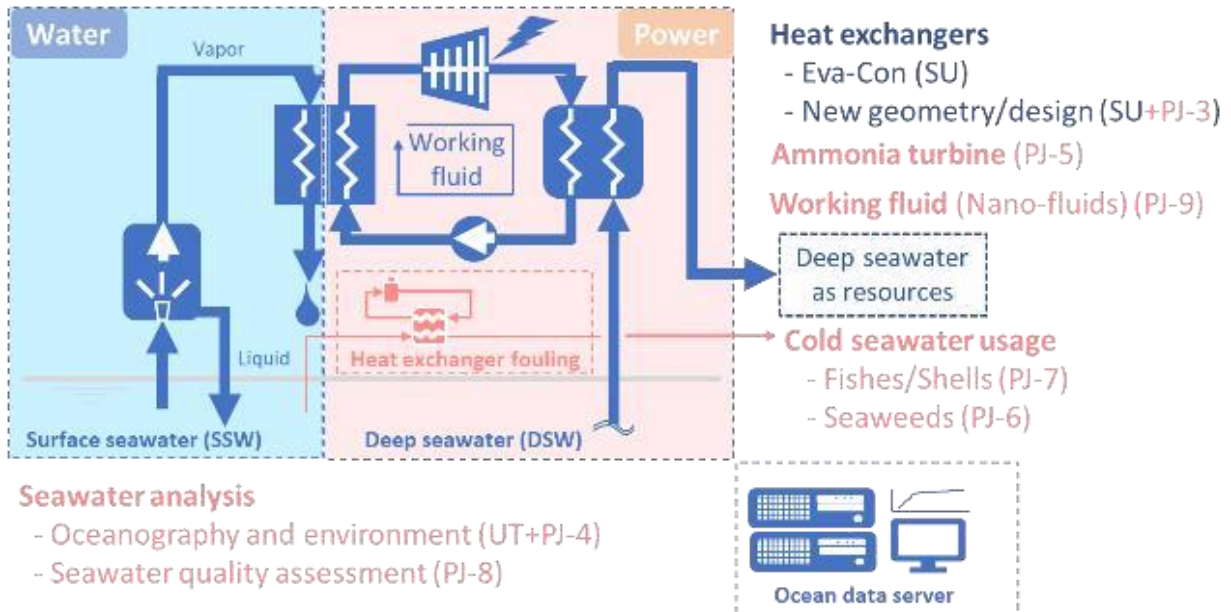 Water
Vapor
Power
Working
fluid
Liquid
Heat exchanger fouling
Surface seawater (SSW)
Deep seawater (DSW)
Heat exchangers
- Eva-Con (SU)
- New geometry/design (SU+PJ-3)
Ammonia turbine (PJ-5)
Working fluid (Nano-fluids) (PJ-9)
Deep seawater
as resources
Cold seawater usage
- Fishes/Shells (PJ-7)
- Seaweeds (PJ-6)
Seawater analysis
- Oceanography and environment (UT+PJ-4)
- Seawater quality assessment (PJ-8)
Ocean data server